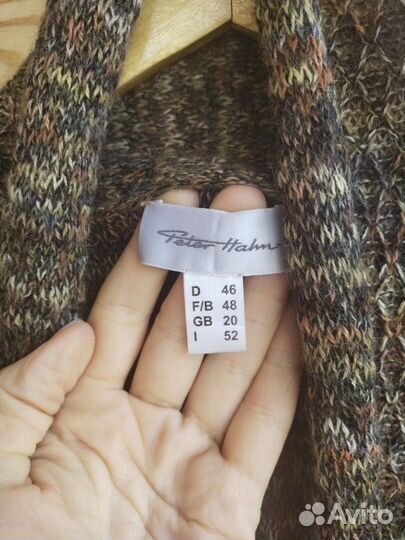 Peter Hahn
D 46
F/B 48
GB 20
I 52
Avito